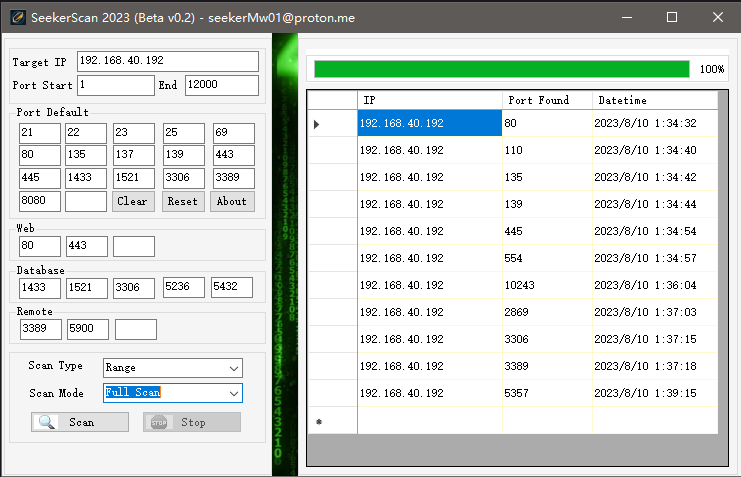 SeekerScan 2023 (Beta v0.2) - seekerMw01@proton.me
Target IP 192.168.40.192
Port Start 1 End 12000
Port Default
21 22 23 25 69
80 135 137 139 443
445 1433 1521 3306 3389
8080 Clear Reset About
Web
80 443
Database
1433 1521 3306 5236 5432
Remote
3389 5900
Scan Type Range
Scan Mode Full Scan
Scan STOP Stop
100%
IP Port Found Datetime
192.168.40.192 80 2023/8/10 1:34:32
192.168.40.192 110 2023/8/10 1:34:40
192.168.40.192 135 2023/8/10 1:34:42
192.168.40.192 139 2023/8/10 1:34:44
192.168.40.192 445 2023/8/10 1:34:54
192.168.40.192 554 2023/8/10 1:34:57
192.168.40.192 10243 2023/8/10 1:36:04
192.168.40.192 2869 2023/8/10 1:37:03
192.168.40.192 3306 2023/8/10 1:37:15
192.168.40.192 3389 2023/8/10 1:37:18
192.168.40.192 5357 2023/8/10 1:39:15